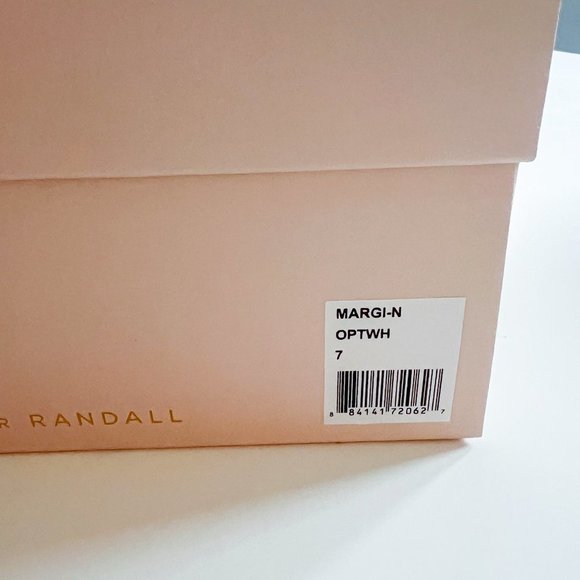 MARGI-N
OPTWH
7
8 84141 72062 7
R RANDALL